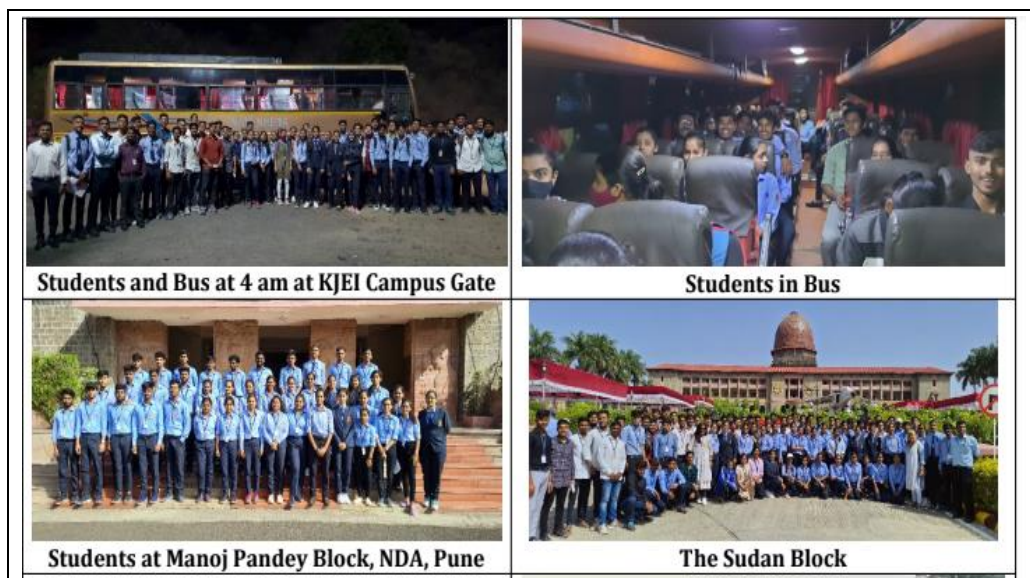 Students and Bus at 4 am at KJEI Campus Gate
Students in Bus
Students at Manoj Pandey Block, NDA, Pune
The Sudan Block